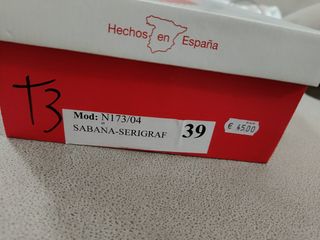 Hechos en España
T3
Mod: N173/04
SABANA-SERIGRAF
39
€ 45.00